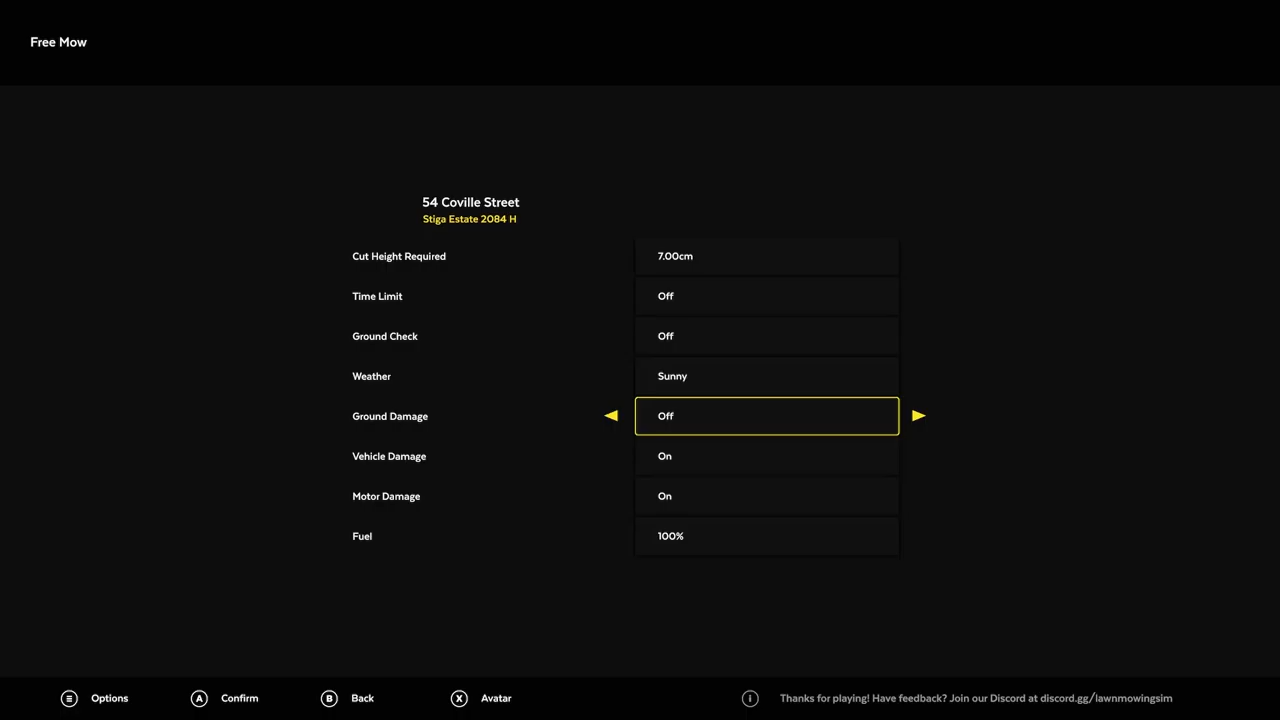 Free Mow
54 Coville Street
Stiga Estate 2084 H
Cut Height Required 7.00cm
Time Limit Off
Ground Check Off
Weather Sunny
Ground Damage Off
Vehicle Damage On
Motor Damage On
Fuel 100%
Options A Confirm B Back X Avatar i Thanks for playing! Have feedback? Join our Discord at discord.gg/lawnmowingsim